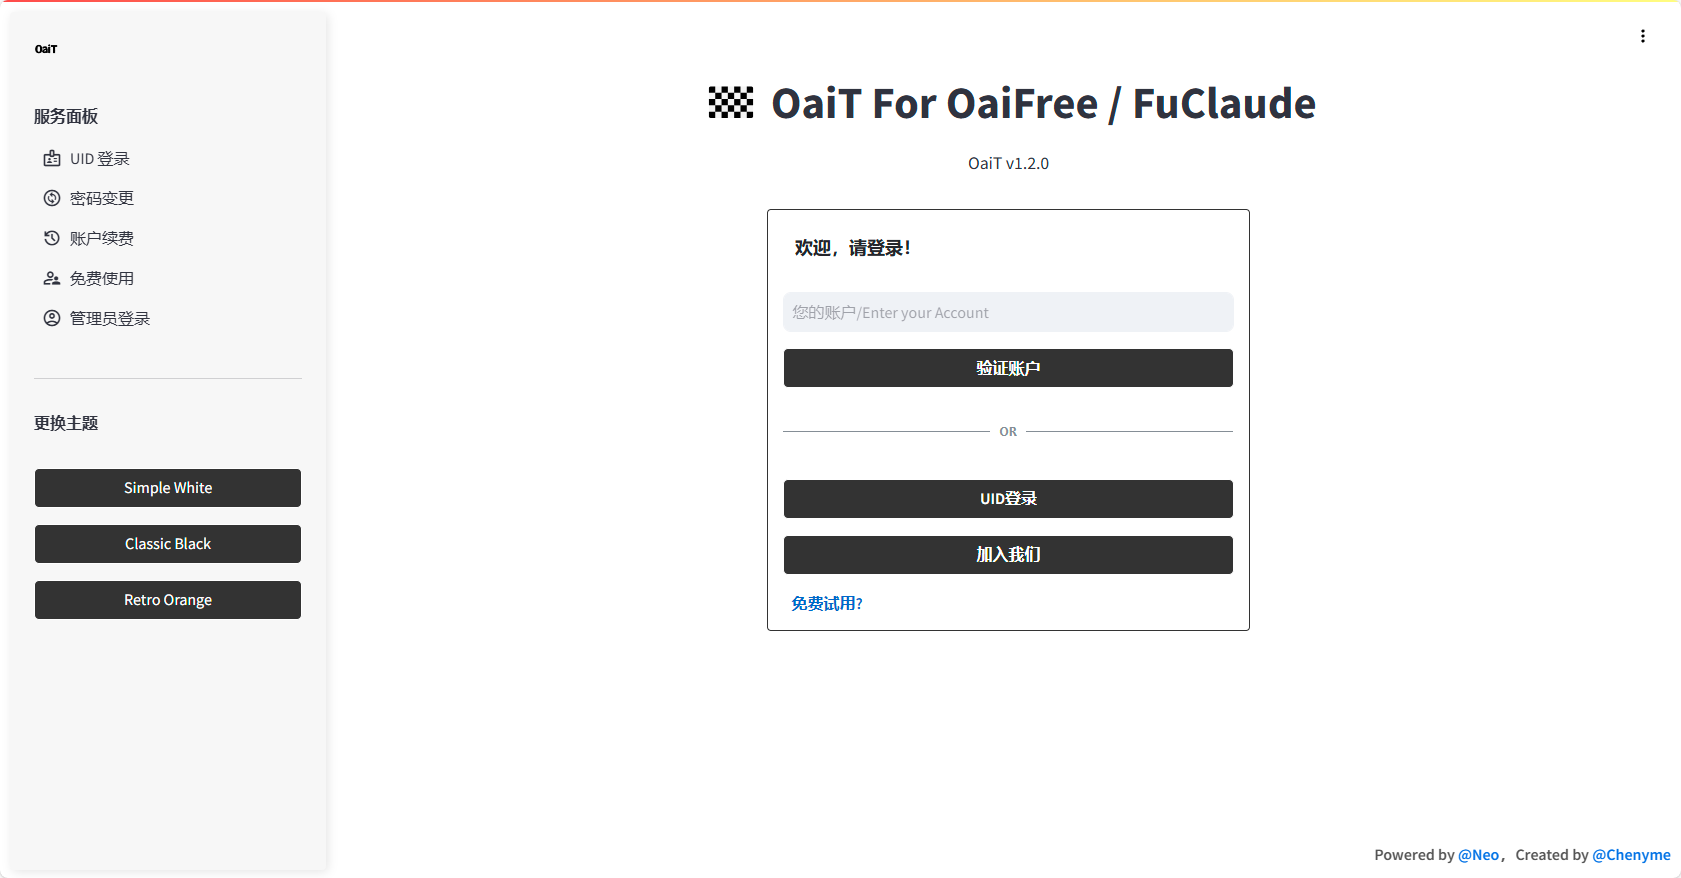 OaiT
服务面板
UID 登录
密码变更
账户续费
免费使用
管理员登录
更换主题
Simple White
Classic Black
Retro Orange
OaiT For OaiFree / FuClaude
OaiT v1.2.0
欢迎，请登录！
您的账户/Enter your Account
验证账户
OR
UID登录
加入我们
免费试用?
Powered by @Neo，Created by @Chenyme